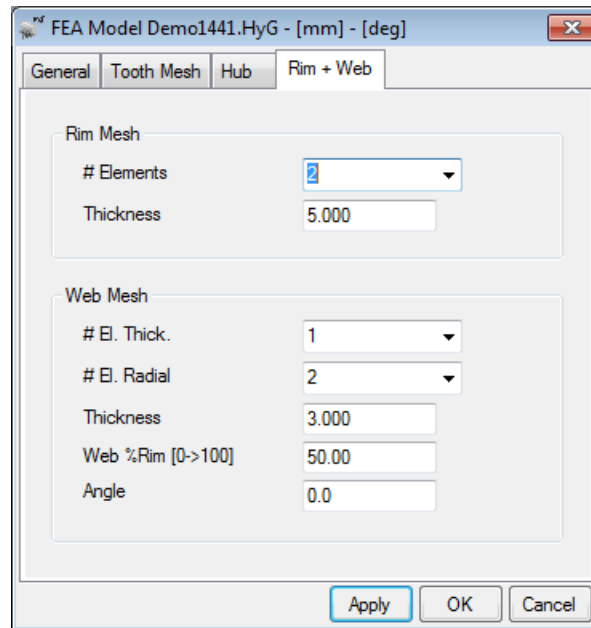 FEA Model Demo1441.HyG - [mm] - [deg]
General Tooth Mesh Hub Rim + Web
Rim Mesh
# Elements 2
Thickness 5.000
Web Mesh
# El. Thick. 1
# El. Radial 2
Thickness 3.000
Web %Rim [0->100] 50.00
Angle 0.0
Apply OK Cancel